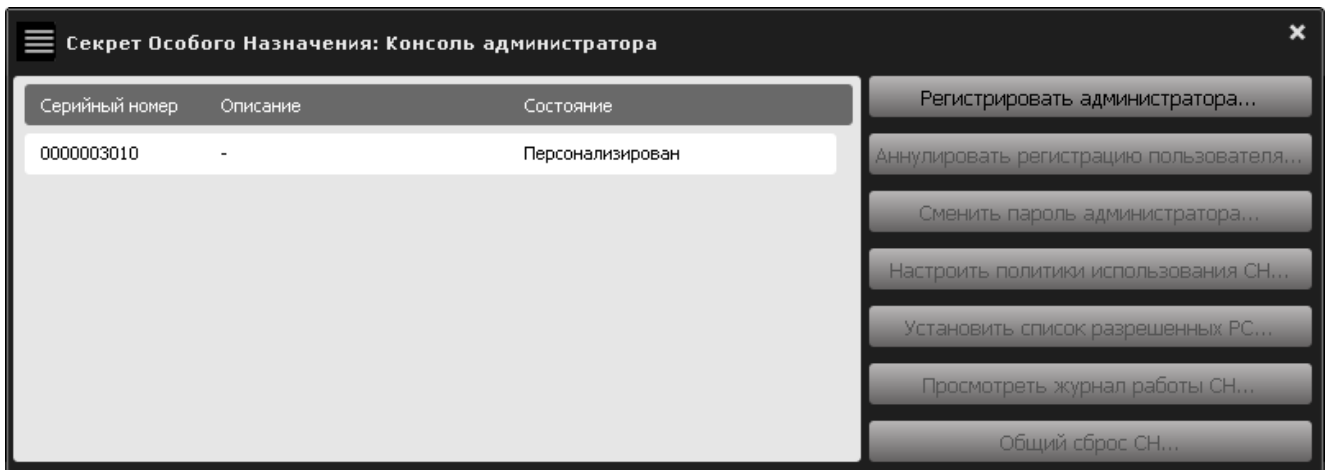 Секрет Особого Назначения: Консоль администратора
Серийный номер Описание Состояние
0000003010 - Персонализирован
Регистрировать администратора...
Аннулировать регистрацию пользователя...
Сменить пароль администратора...
Настроить политики использования СН...
Установить список разрешенных РС...
Просмотреть журнал работы СН...
Общий сброс СН...